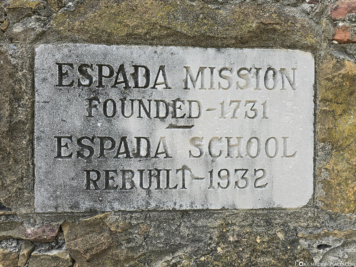 ESPADA MISSION
FOUNDED-1731
ESPADA SCHOOL
REBUILT-1932